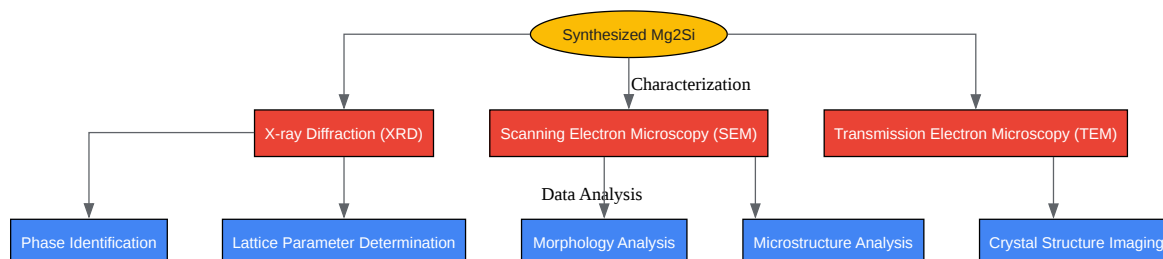 Synthesized Mg2Si
Characterization
X-ray Diffraction (XRD)
Scanning Electron Microscopy (SEM)
Transmission Electron Microscopy (TEM)
Data Analysis
Phase Identification
Lattice Parameter Determination
Morphology Analysis
Microstructure Analysis
Crystal Structure Imaging